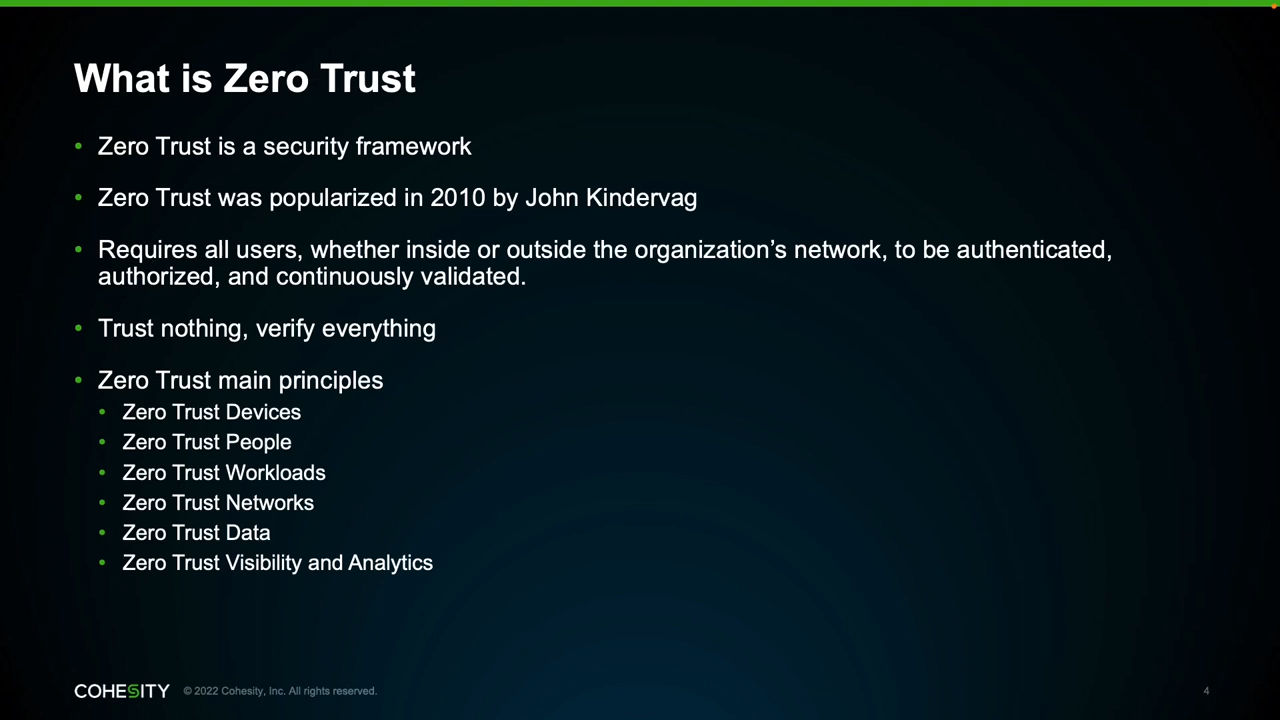 What is Zero Trust
• Zero Trust is a security framework
• Zero Trust was popularized in 2010 by John Kindervag
• Requires all users, whether inside or outside the organization’s network, to be authenticated,
authorized, and continuously validated.
• Trust nothing, verify everything
• Zero Trust main principles
• Zero Trust Devices
• Zero Trust People
• Zero Trust Workloads
• Zero Trust Networks
• Zero Trust Data
• Zero Trust Visibility and Analytics
COHESITY © 2022 Cohesity, Inc. All rights reserved. 4